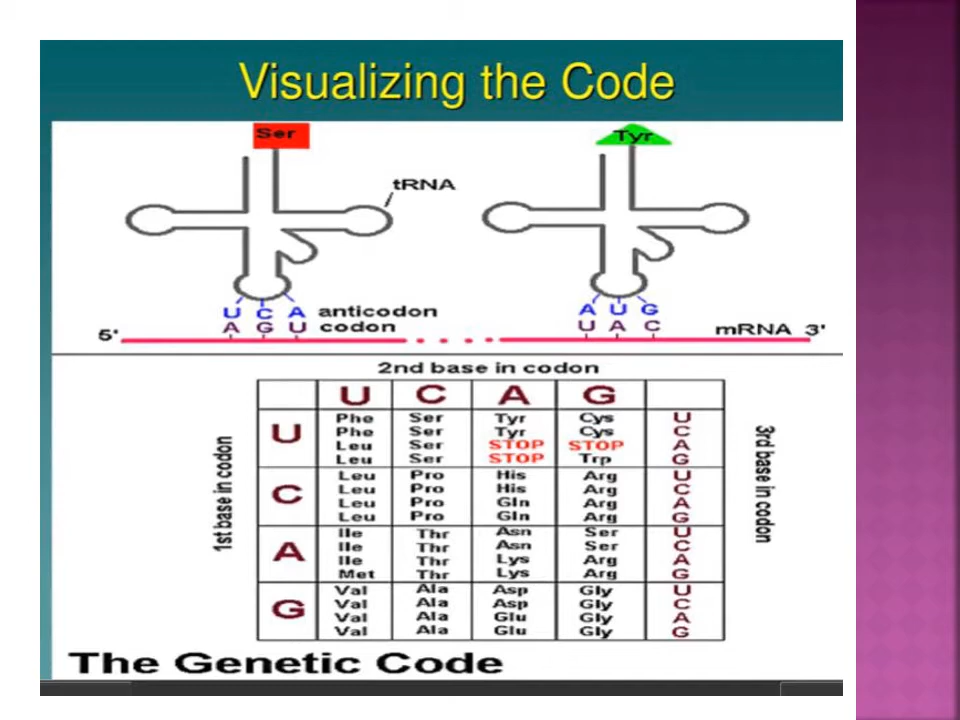 Visualizing the Code
Ser
Tyr
tRNA
U C A anticodon A U G
A G U codon U A C
5' mRNA 3'
2nd base in codon
U C A G
1st base in codon
3rd base in codon
U
Phe Ser Tyr Cys U
Phe Ser Tyr Cys C
Leu Ser STOP STOP A
Leu Ser STOP Trp G
C
Leu Pro His Arg U
Leu Pro His Arg C
Leu Pro Gln Arg A
Leu Pro Gln Arg G
A
Ile Thr Asn Ser U
Ile Thr Asn Ser C
Ile Thr Lys Arg A
Met Thr Lys Arg G
G
Val Ala Asp Gly U
Val Ala Asp Gly C
Val Ala Glu Gly A
Val Ala Glu Gly G
The Genetic Code